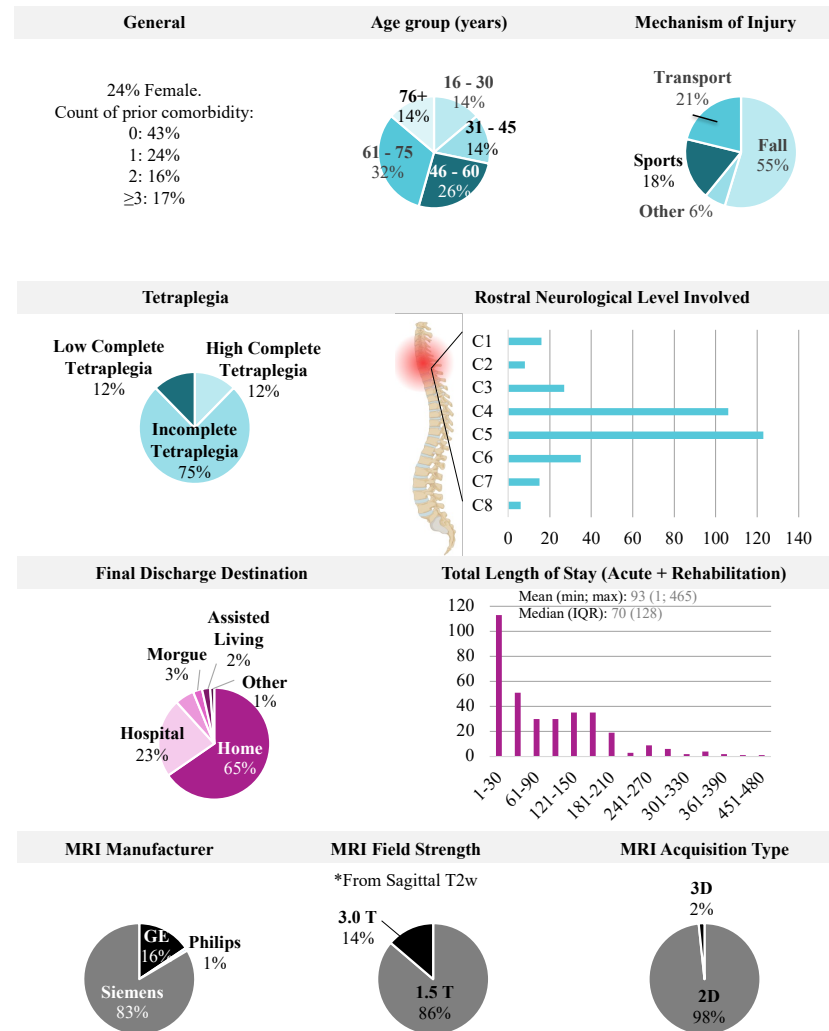 General
24% Female.
Count of prior comorbidity:
0: 43%
1: 24%
2: 16%
≥3: 17%
Age group (years)
16 - 30
14%
31 - 45
14%
46 - 60
26%
61 - 75
32%
76+
14%
Mechanism of Injury
Transport
21%
Fall
55%
Sports
18%
Other 6%
Tetraplegia
Low Complete
Tetraplegia
12%
High Complete
Tetraplegia
12%
Incomplete
Tetraplegia
75%
Rostral Neurological Level Involved
C1
C2
C3
C4
C5
C6
C7
C8
0 20 40 60 80 100 120 140
Final Discharge Destination
Assisted
Living
2%
Morgue
3%
Other
1%
Hospital
23%
Home
65%
Total Length of Stay (Acute + Rehabilitation)
Mean (min; max): 93 (1; 465)
Median (IQR): 70 (128)
120
100
80
60
40
20
0
1-30
61-90
121-150
181-210
241-270
301-330
361-390
451-480
MRI Manufacturer
GE
16%
Philips
1%
Siemens
83%
MRI Field Strength
*From Sagittal T2w
3.0 T
14%
1.5 T
86%
MRI Acquisition Type
3D
2%
2D
98%